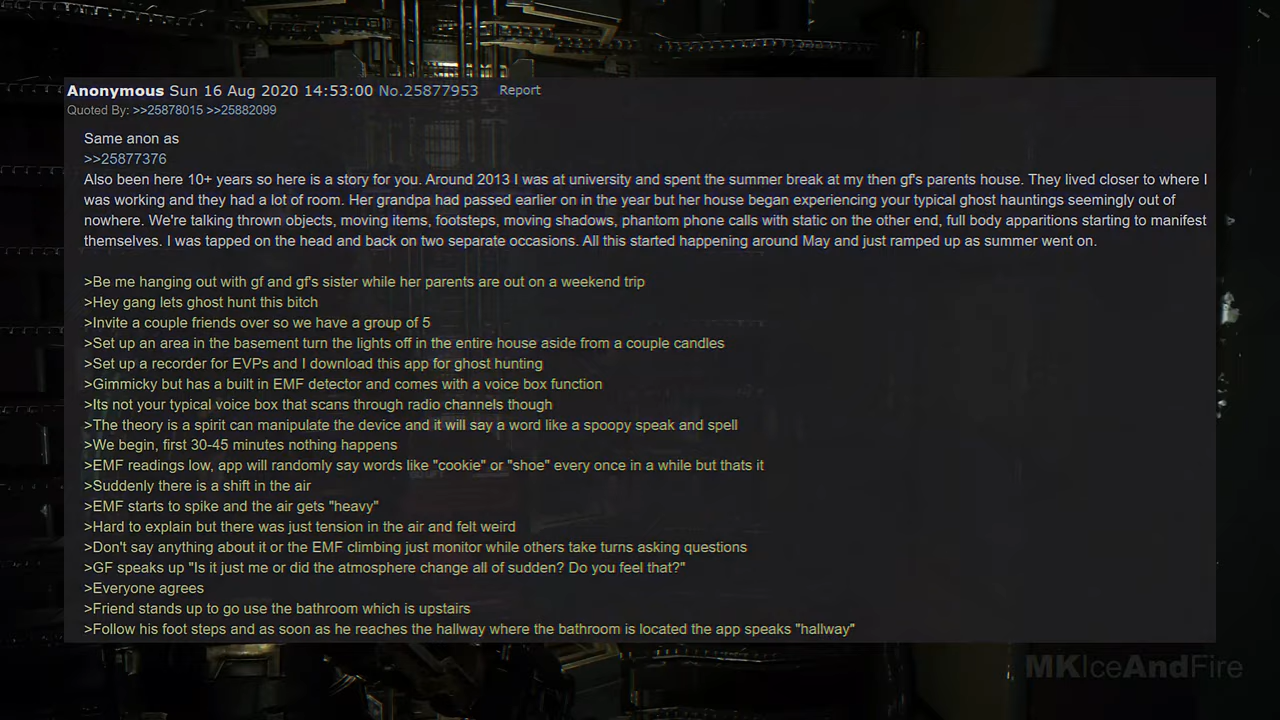 Anonymous Sun 16 Aug 2020 14:53:00 No.25877953 Report
Quoted By: >>25878015 >>25882099
Same anon as
>>25877376
Also been here 10+ years so here is a story for you. Around 2013 I was at university and spent the summer break at my then gf's parents house. They lived closer to where I
was working and they had a lot of room. Her grandpa had passed earlier on in the year but her house began experiencing your typical ghost hauntings seemingly out of
nowhere. We're talking thrown objects, moving items, footsteps, moving shadows, phantom phone calls with static on the other end, full body apparitions starting to manifest
themselves. I was tapped on the head and back on two separate occasions. All this started happening around May and just ramped up as summer went on.
>Be me hanging out with gf and gf's sister while her parents are out on a weekend trip
>Hey gang lets ghost hunt this bitch
>Invite a couple friends over so we have a group of 5
>Set up an area in the basement turn the lights off in the entire house aside from a couple candles
>Set up a recorder for EVPs and I download this app for ghost hunting
>Gimmicky but has a built in EMF detector and comes with a voice box function
>Its not your typical voice box that scans through radio channels though
>The theory is a spirit can manipulate the device and it will say a word like a spoopy speak and spell
>We begin, first 30-45 minutes nothing happens
>EMF readings low, app will randomly say words like "cookie" or "shoe" every once in a while but thats it
>Suddenly there is a shift in the air
>EMF starts to spike and the air gets "heavy"
>Hard to explain but there was just tension in the air and felt weird
>Don't say anything about it or the EMF climbing just monitor while others take turns asking questions
>GF speaks up "Is it just me or did the atmosphere change all of sudden? Do you feel that?"
>Everyone agrees
>Friend stands up to go use the bathroom which is upstairs
>Follow his foot steps and as soon as he reaches the hallway where the bathroom is located the app speaks "hallway"
MKIceAndFire